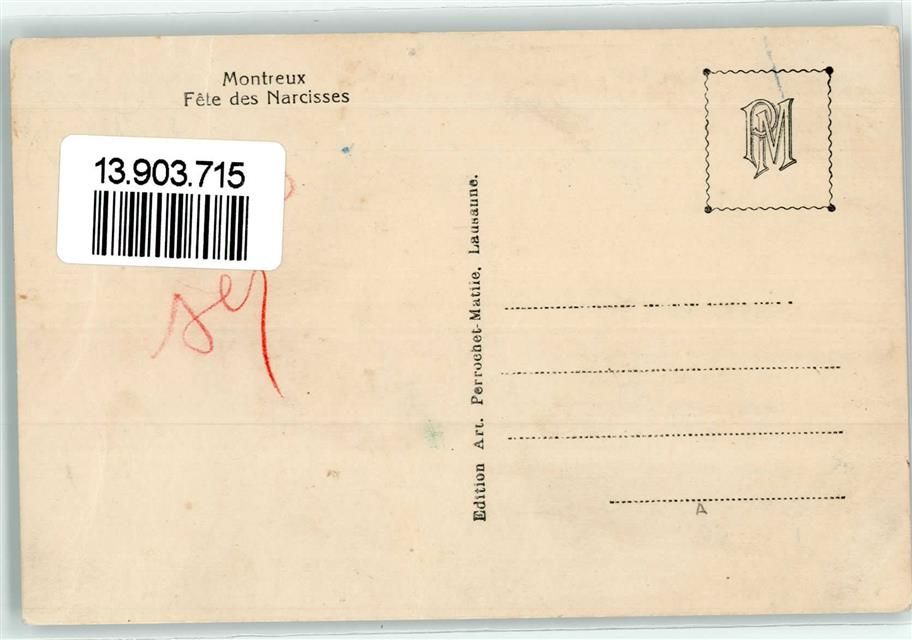 Montreux
Fête des Narcisses
13.903.715
PM
Edition Art. Perrochet-Matile, Lausanne.
A